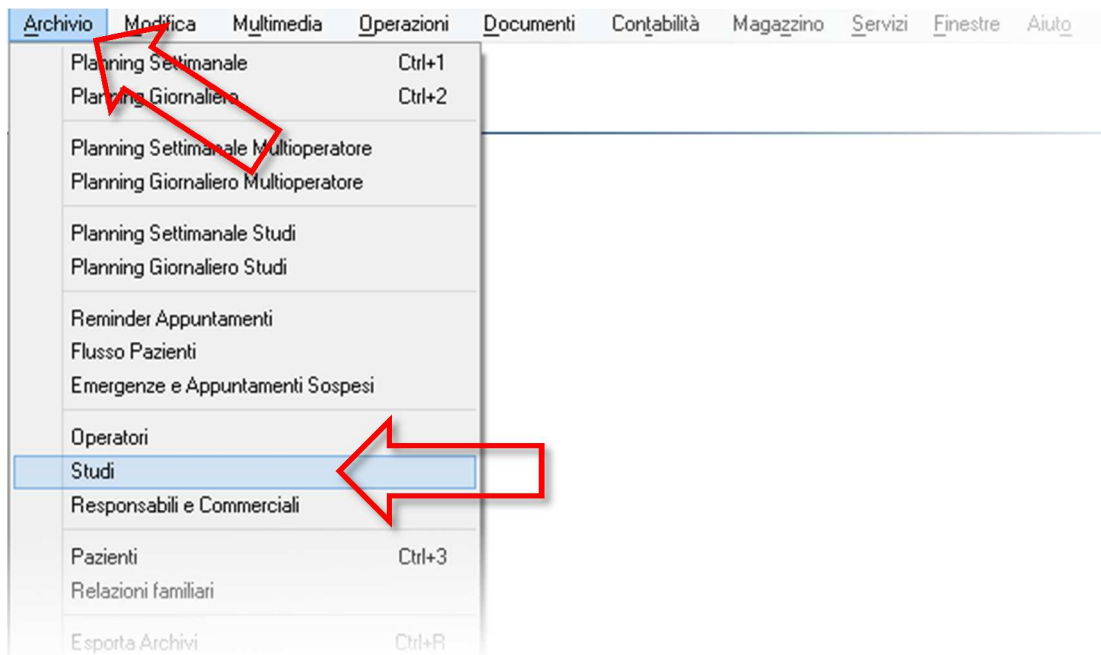 Archivio Modifica Multimedia Operazioni Documenti Contabilità Magazzino Servizi Finestre Aiuto
Planning Settimanale Ctrl+1
Planning Giornaliero Ctrl+2
Planning Settimanale Multioperatore
Planning Giornaliero Multioperatore
Planning Settimanale Studi
Planning Giornaliero Studi
Reminder Appuntamenti
Flusso Pazienti
Emergenze e Appuntamenti Sospesi
Operatori
Studi
Responsabili e Commerciali
Pazienti Ctrl+3
Relazioni familiari
Esporta Archivi Ctrl+R